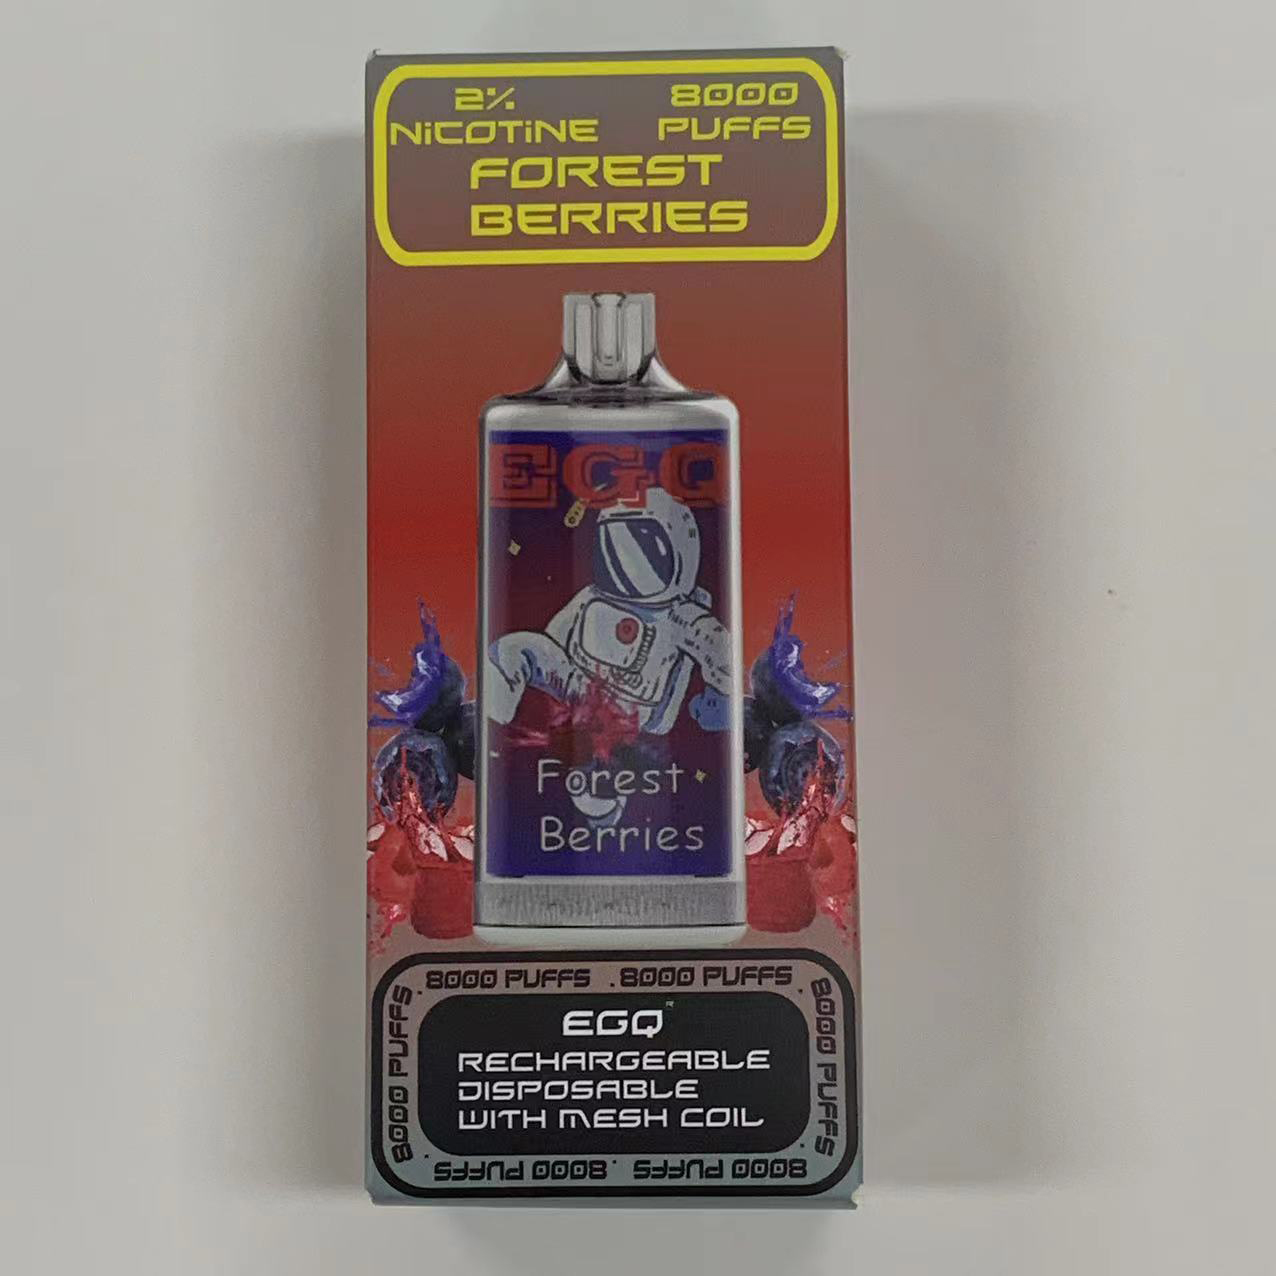 2% 8000
NiCOTiNE PUFFS
FOREST
BERRIES
EGQ
Forest
Berries
8000 PUFFS . 8000 PUFFS .
8000 PUFFS .
EGQ R
RECHARGEABLE
DISPOSABLE
WITH MESH COIL
8000 PUFFS .
8000 PUFFS . 8000 PUFFS